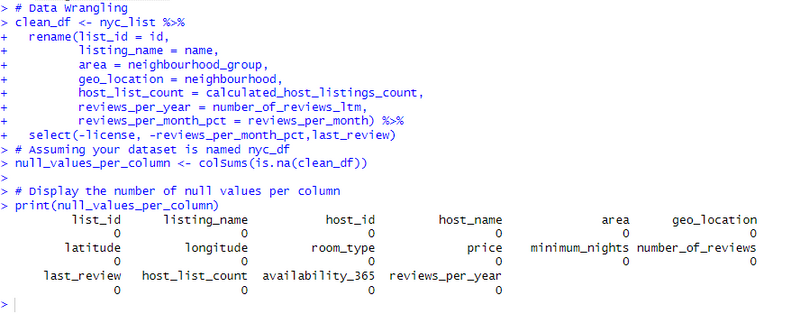 > # Data Wrangling
> clean_df <- nyc_list %>%
+   rename(list_id = id,
+          listing_name = name,
+          area = neighbourhood_group,
+          geo_location = neighbourhood,
+          host_list_count = calculated_host_listings_count,
+          reviews_per_year = number_of_reviews_ltm,
+          reviews_per_month_pct = reviews_per_month) %>%
+   select(-license, -reviews_per_month_pct,last_review)
> # Assuming your dataset is named nyc_df
> null_values_per_column <- colSums(is.na(clean_df))
>
> # Display the number of null values per column
> print(null_values_per_column)
list_id listing_name host_id host_name area geo_location
0 0 0 0 0 0
latitude longitude room_type price minimum_nights number_of_reviews
0 0 0 0 0 0
last_review host_list_count availability_365 reviews_per_year
0 0 0 0
>